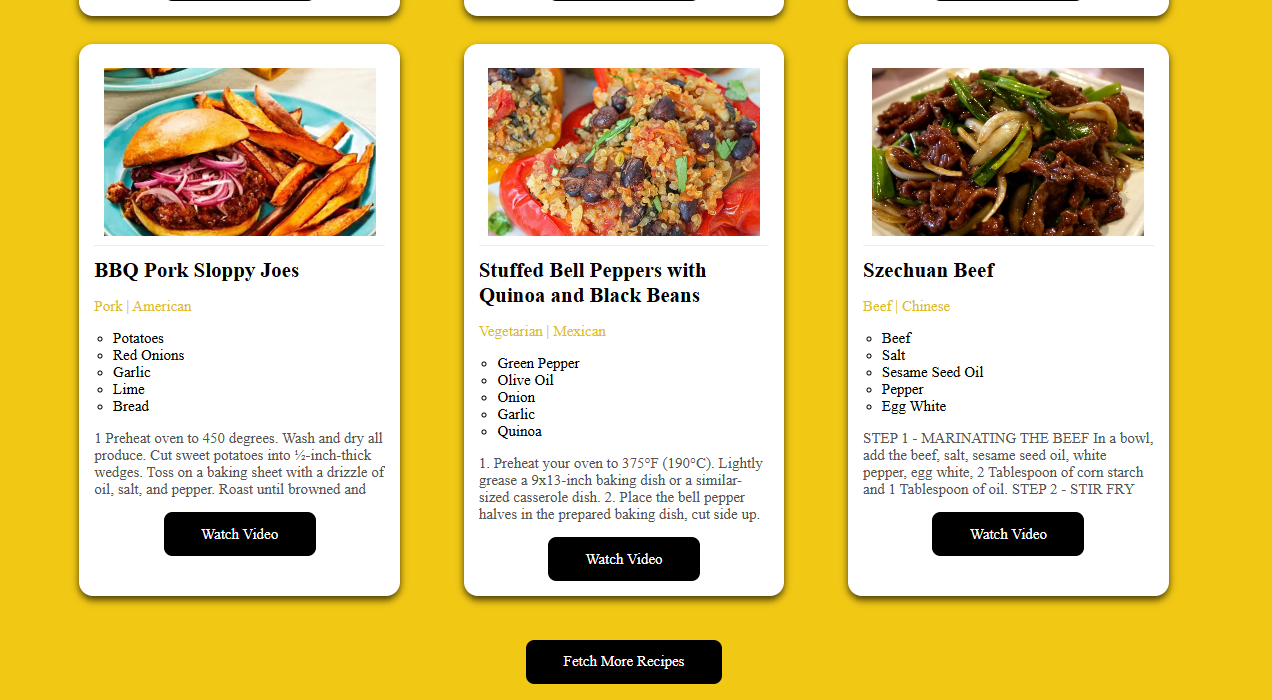 BBQ Pork Sloppy Joes
Pork | American
Potatoes
Red Onions
Garlic
Lime
Bread
1 Preheat oven to 450 degrees. Wash and dry all
produce. Cut sweet potatoes into ½-inch-thick
wedges. Toss on a baking sheet with a drizzle of
oil, salt, and pepper. Roast until browned and
Watch Video
Stuffed Bell Peppers with
Quinoa and Black Beans
Vegetarian | Mexican
Green Pepper
Olive Oil
Onion
Garlic
Quinoa
1. Preheat your oven to 375°F (190°C). Lightly
grease a 9x13-inch baking dish or a similar-
sized casserole dish. 2. Place the bell pepper
halves in the prepared baking dish, cut side up.
Watch Video
Szechuan Beef
Beef | Chinese
Beef
Salt
Sesame Seed Oil
Pepper
Egg White
STEP 1 - MARINATING THE BEEF In a bowl,
add the beef, salt, sesame seed oil, white
pepper, egg white, 2 Tablespoon of corn starch
and 1 Tablespoon of oil. STEP 2 - STIR FRY
Watch Video
Fetch More Recipes